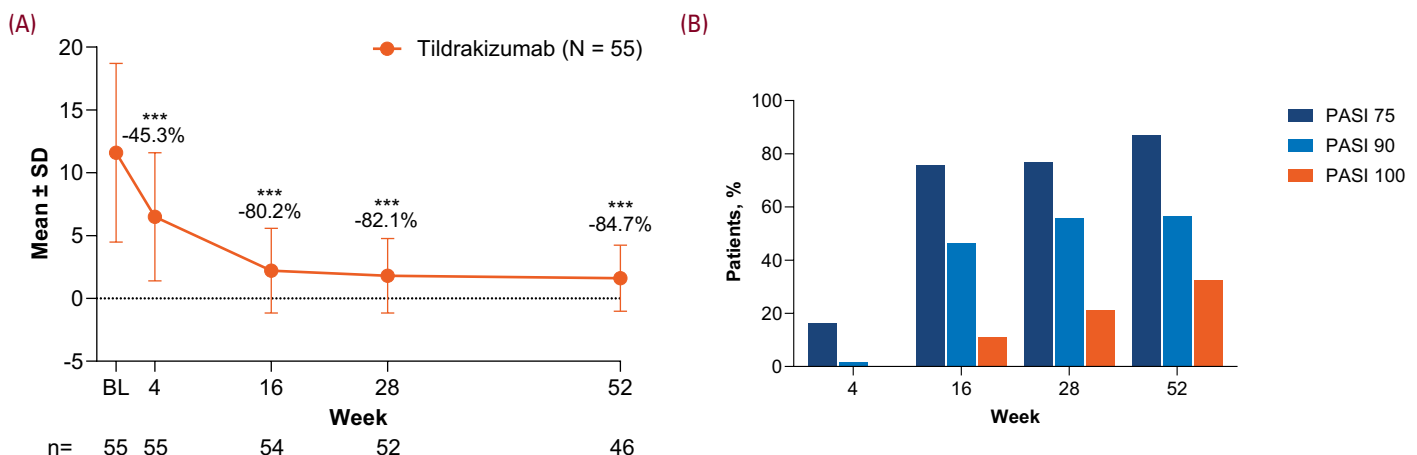 (A)
Tildrakizumab (N = 55)
Mean ± SD
20
15
10
5
0
-5
***
-45.3%
***
-80.2%
***
-82.1%
***
-84.7%
BL 4 16 28 52
Week
n= 55 55 54 52 46
(B)
Patients, %
100
80
60
40
20
0
4 16 28 52
Week
PASI 75
PASI 90
PASI 100